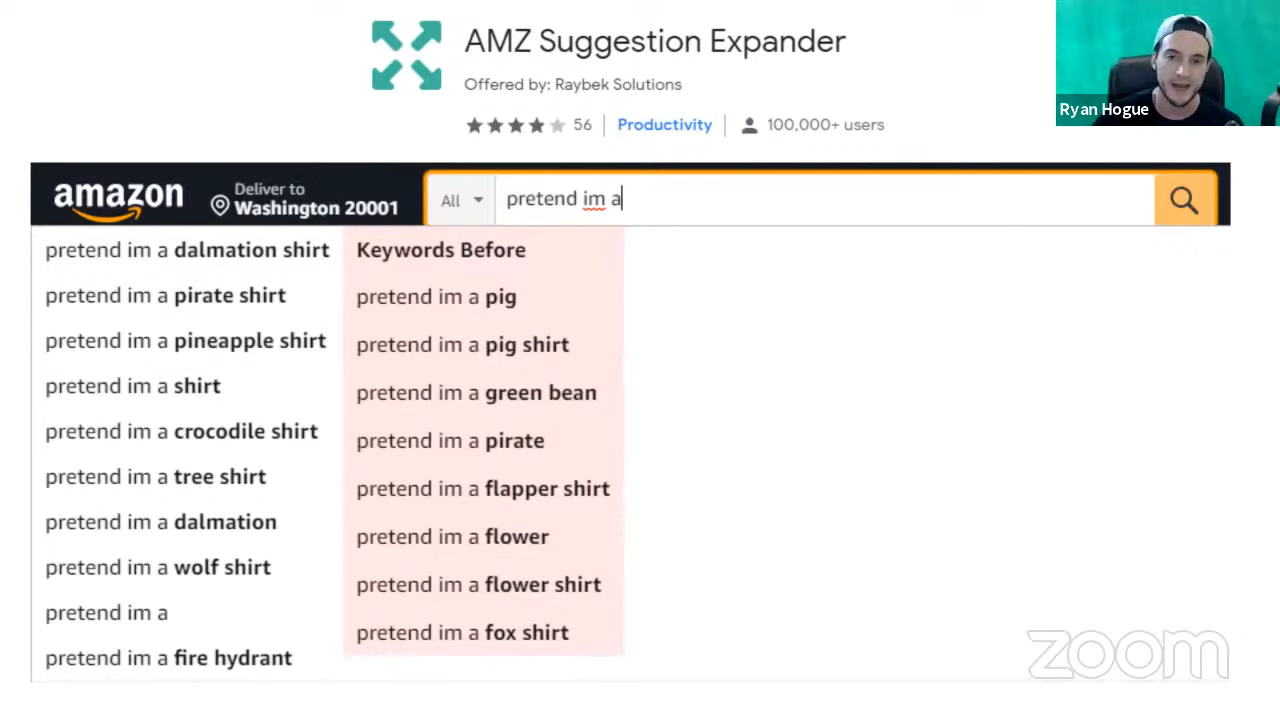 AMZ Suggestion Expander
Offered by: Raybek Solutions
56 Productivity 100,000+ users
Ryan Hogue
amazon
Deliver to
Washington 20001
All
pretend im a
pretend im a dalmation shirt
pretend im a pirate shirt
pretend im a pineapple shirt
pretend im a shirt
pretend im a crocodile shirt
pretend im a tree shirt
pretend im a dalmation
pretend im a wolf shirt
pretend im a
pretend im a fire hydrant
Keywords Before
pretend im a pig
pretend im a pig shirt
pretend im a green bean
pretend im a pirate
pretend im a flapper shirt
pretend im a flower
pretend im a flower shirt
pretend im a fox shirt
zoom